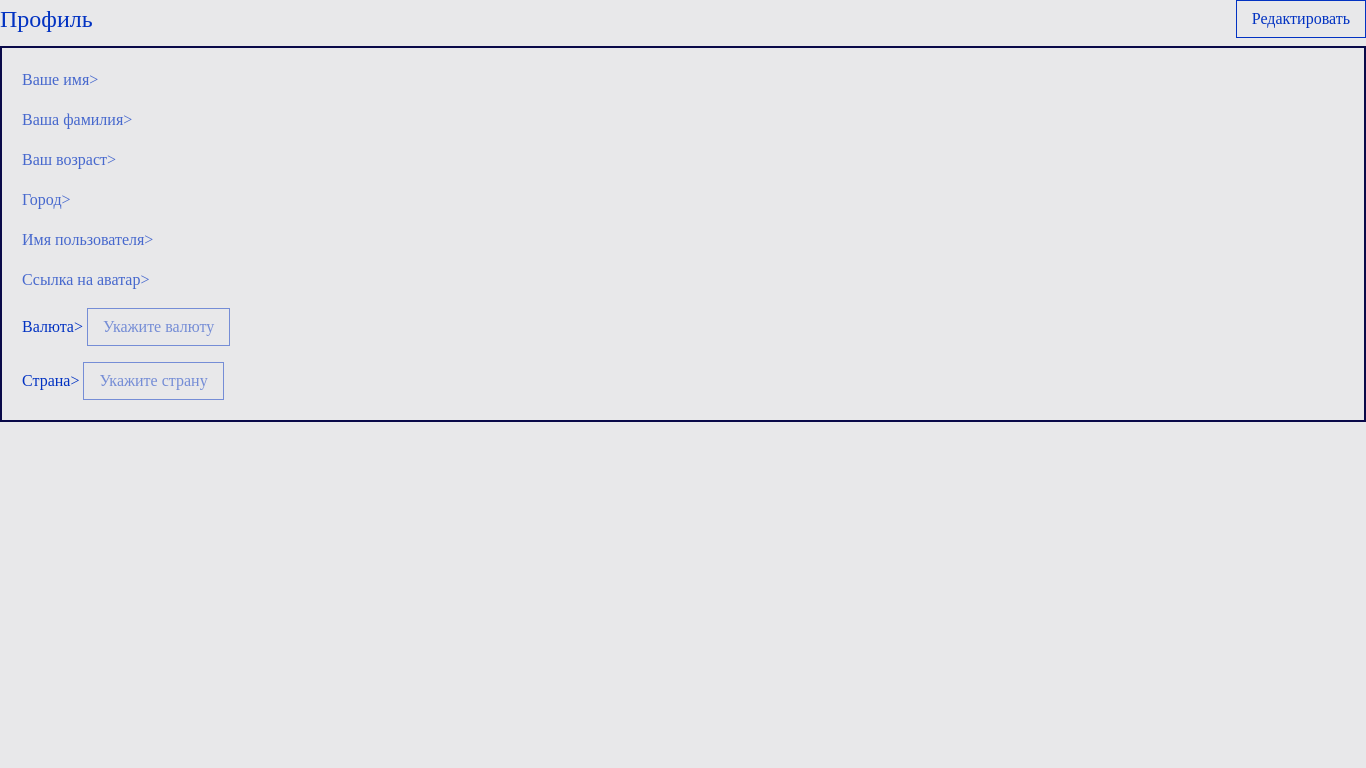 Профиль
Редактировать
Ваше имя>
Ваша фамилия>
Ваш возраст>
Город>
Имя пользователя>
Ссылка на аватар>
Валюта> Укажите валюту
Страна> Укажите страну